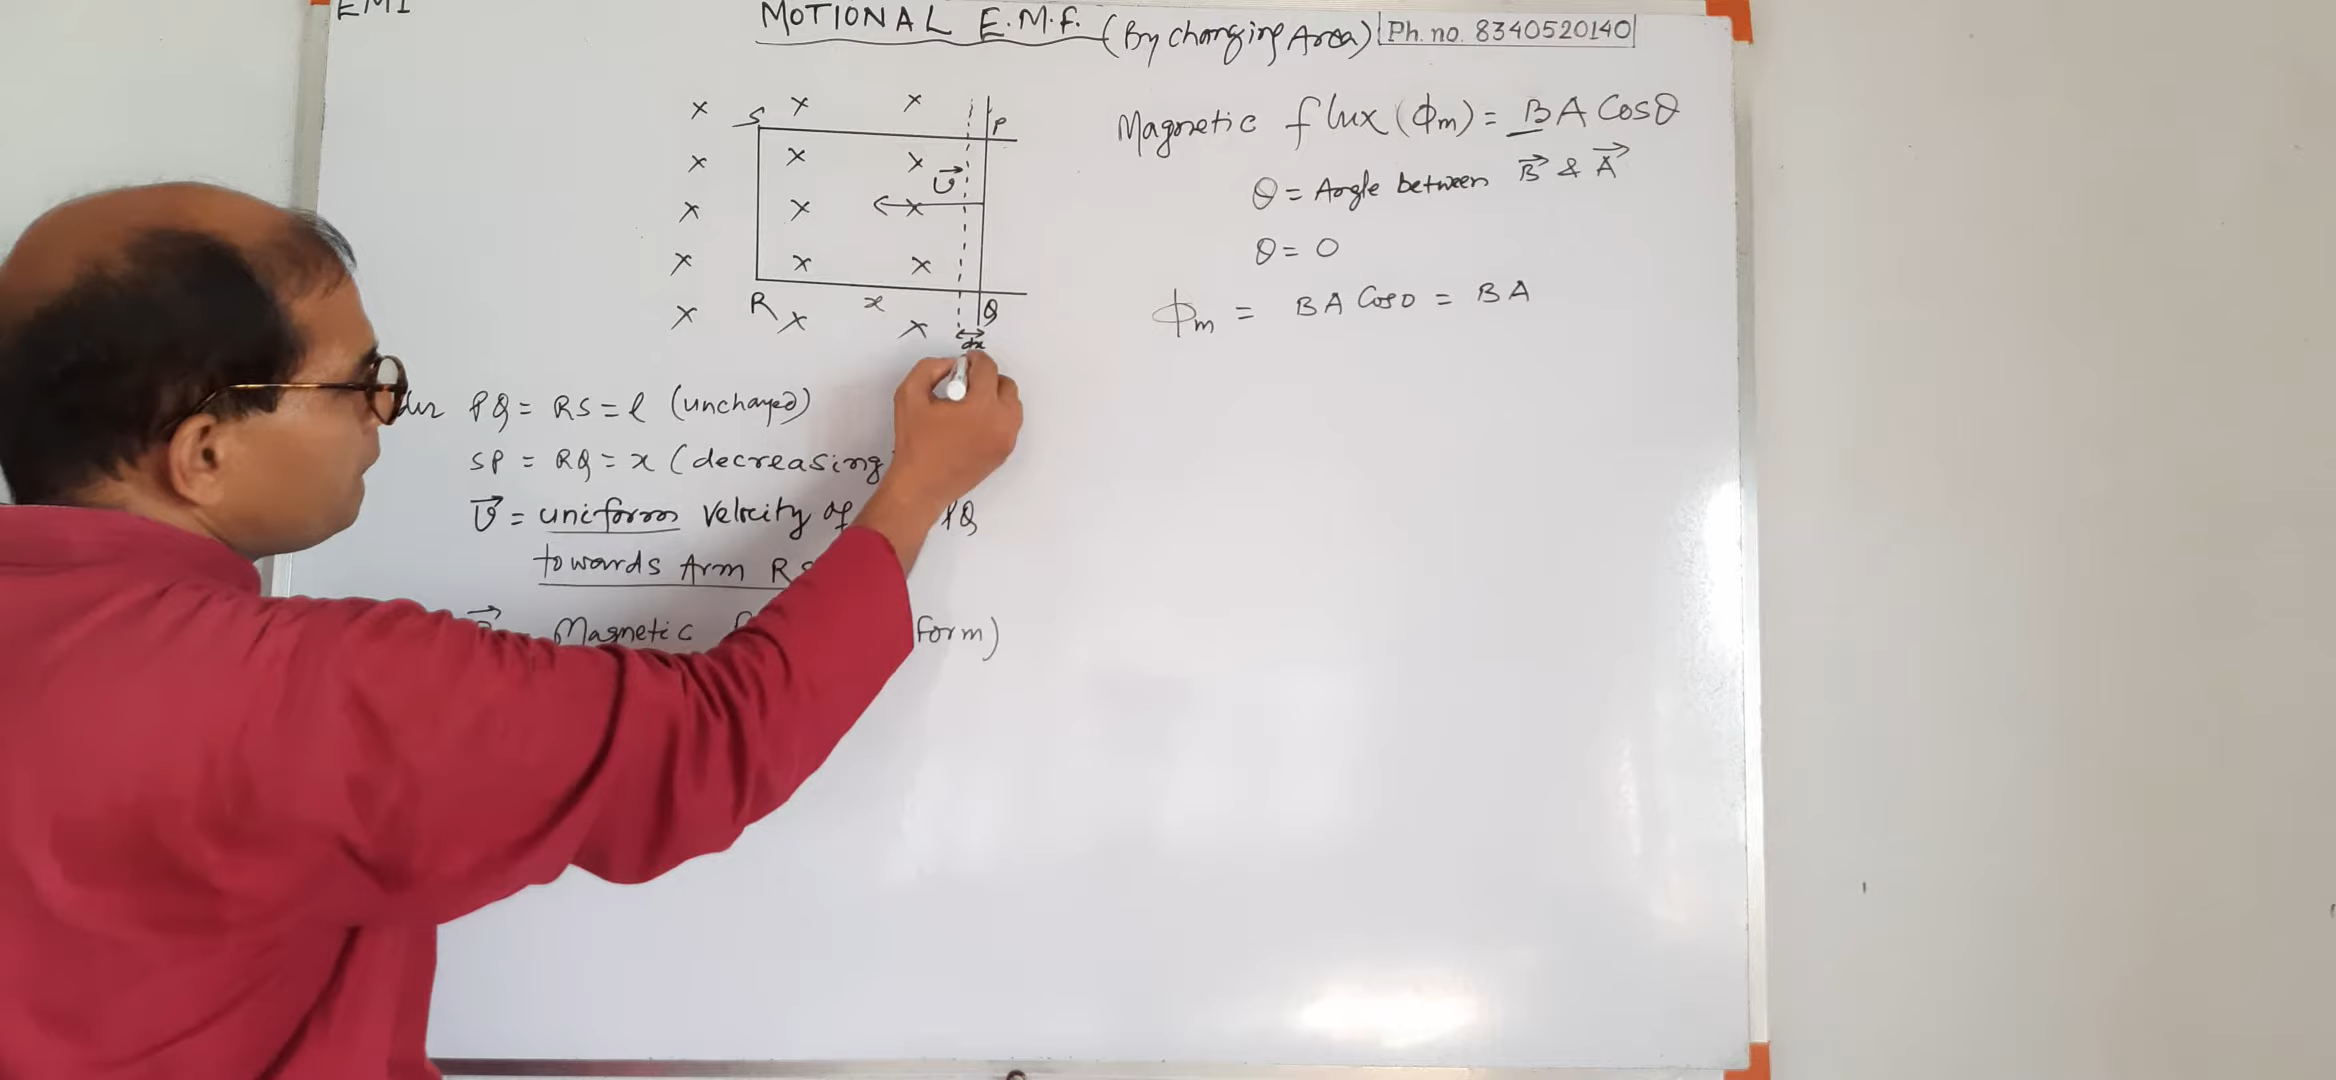 EMI
MOTIONAL E.M.F. (By changing Area) Ph. no. 8340520140
S P
υ⃗
R x Q
dx
PQ = RS = l (unchanged)
SP = RQ = x (decreasing
υ⃗ = uniform velocity of PQ
towards Arm RS
Magnetic form)
Magnetic flux (ϕm) = BA Cosθ
θ = Angle between B⃗ & A⃗
θ = 0
ϕm = BA Cos0 = BA